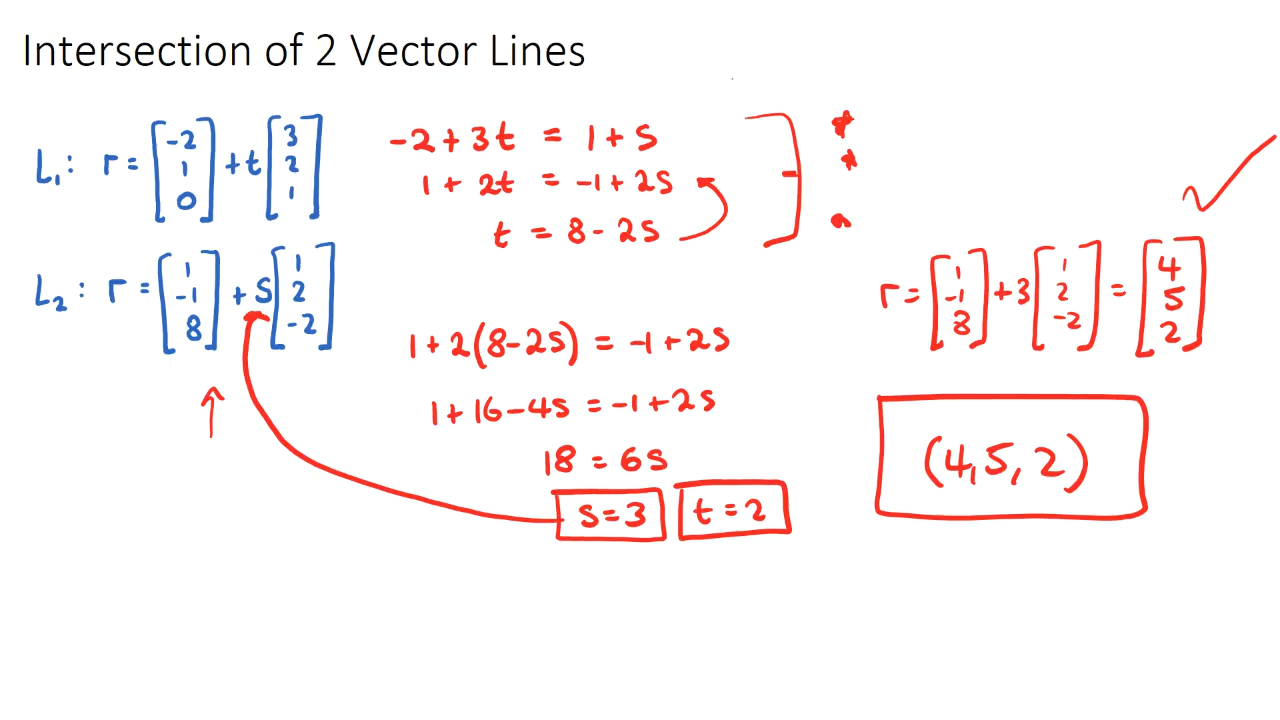 Intersection of 2 Vector Lines
L₁: r = [-2 1 0] + t [3 2 1]
L₂: r = [1 -1 8] + s [1 2 -2]
-2 + 3t = 1 + s
1 + 2t = -1 + 2s
t = 8 - 2s
1 + 2(8 - 2s) = -1 + 2s
1 + 16 - 4s = -1 + 2s
18 = 6s
s = 3 t = 2
r = [1 -1 8] + 3 [1 2 -2] = [4 5 2]
(4, 5, 2)